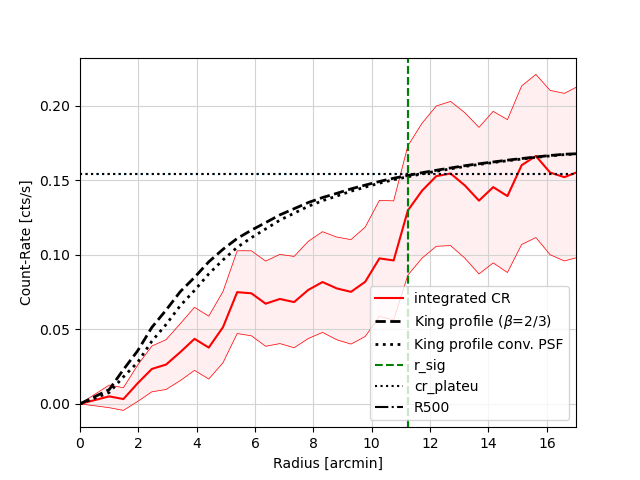 0.20
0.15
0.10
0.05
0.00
Count-Rate [cts/s]
integrated CR
King profile (β=2/3)
King profile conv. PSF
r_sig
cr_plateu
R500
0 2 4 6 8 10 12 14 16
Radius [arcmin]